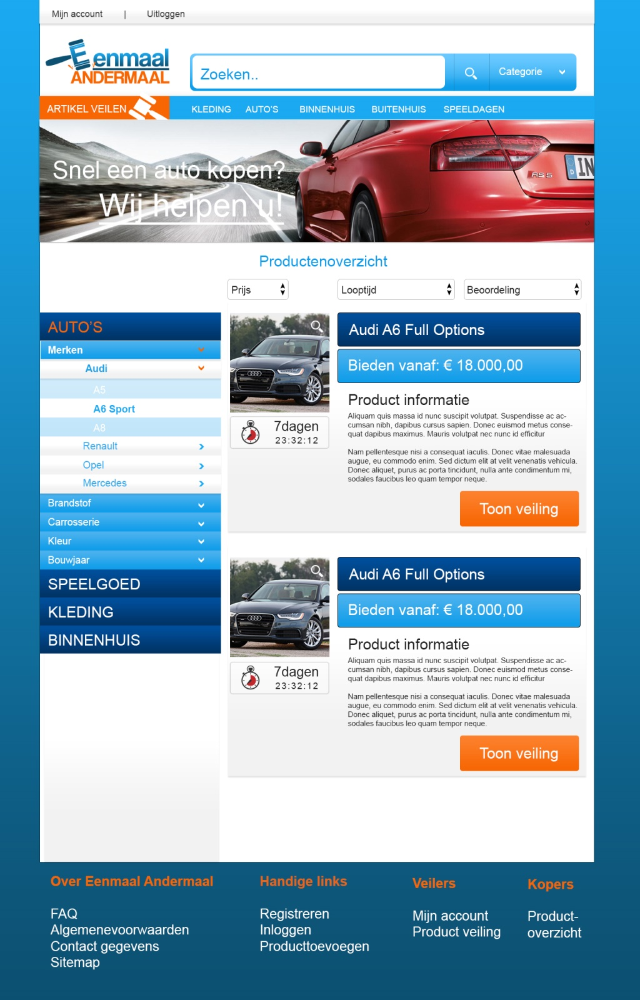 Mijn account | Uitloggen
Eenmaal
ANDERMAAL
Zoeken..
Categorie
ARTIKEL VEILEN
KLEDING AUTO'S BINNENHUIS BUITENHUIS SPEELDAGEN
Snel een auto kopen?
Wij helpen u!
RS 5
D IN
Productenoverzicht
Prijs Looptijd Beoordeling
AUTO'S
Merken
Audi
A5
A6 Sport
A8
Renault
Opel
Mercedes
Brandstof
Carrosserie
Kleur
Bouwjaar
SPEELGOED
KLEDING
BINNENHUIS
Audi A6 Full Options
Bieden vanaf: € 18.000,00
7dagen
23:32:12
Product informatie
Aliquam quis massa id nunc suscipit volutpat. Suspendisse ac ac-
cumsan nibh, dapibus cursus sapien. Donec euismod metus conse-
quat dapibus maximus. Mauris volutpat nec nunc id efficitur
Nam pellentesque nisi a consequat iaculis. Donec vitae malesuada
augue, eu commodo enim. Sed dictum elit at velit venenatis vehicula.
Donec aliquet, purus ac porta tincidunt, nulla ante condimentum mi,
sodales faucibus leo quam tempor neque.
Toon veiling
Audi A6 Full Options
Bieden vanaf: € 18.000,00
7dagen
23:32:12
Product informatie
Aliquam quis massa id nunc suscipit volutpat. Suspendisse ac ac-
cumsan nibh, dapibus cursus sapien. Donec euismod metus conse-
quat dapibus maximus. Mauris volutpat nec nunc id efficitur
Nam pellentesque nisi a consequat iaculis. Donec vitae malesuada
augue, eu commodo enim. Sed dictum elit at velit venenatis vehicula.
Donec aliquet, purus ac porta tincidunt, nulla ante condimentum mi,
sodales faucibus leo quam tempor neque.
Toon veiling
Over Eenmaal Andermaal
FAQ
Algemenevoorwaarden
Contact gegevens
Sitemap
Handige links
Registreren
Inloggen
Producttoevoegen
Veilers
Mijn account
Product veiling
Kopers
Product-
overzicht